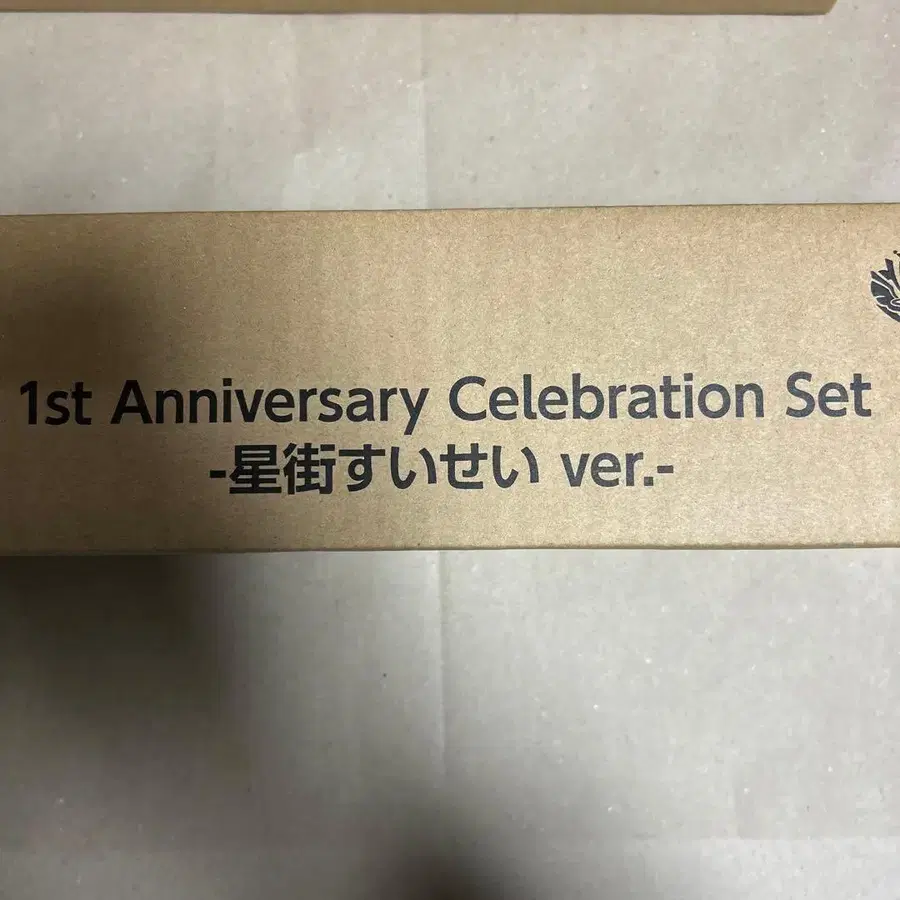 1st Anniversary Celebration Set
-星街すいせい ver.-